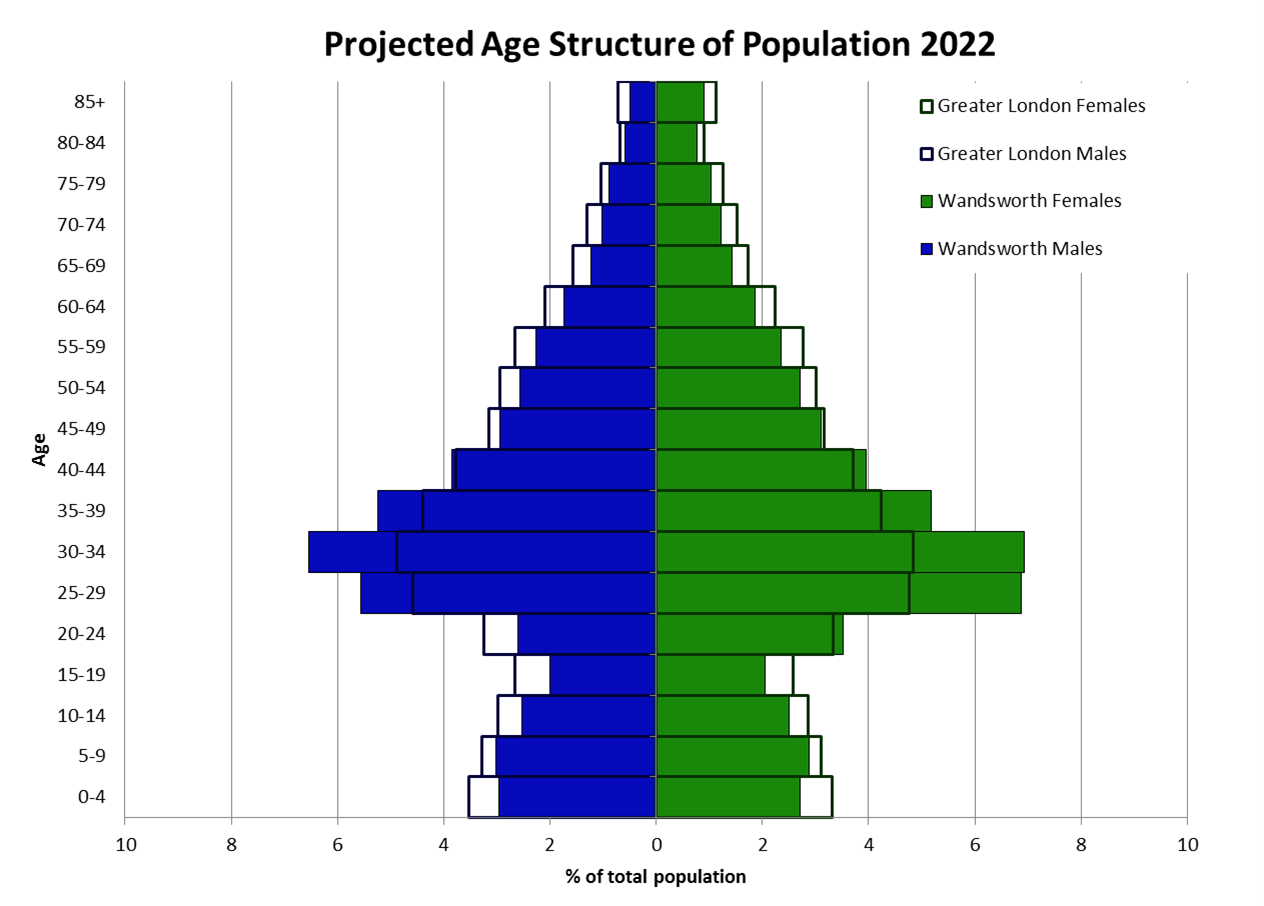 Projected Age Structure of Population 2022
85+
80-84
75-79
70-74
65-69
60-64
55-59
50-54
45-49
40-44
35-39
30-34
25-29
20-24
15-19
10-14
5-9
0-4
Age
Greater London Females
Greater London Males
Wandsworth Females
Wandsworth Males
10 8 6 4 2 0 2 4 6 8 10
% of total population